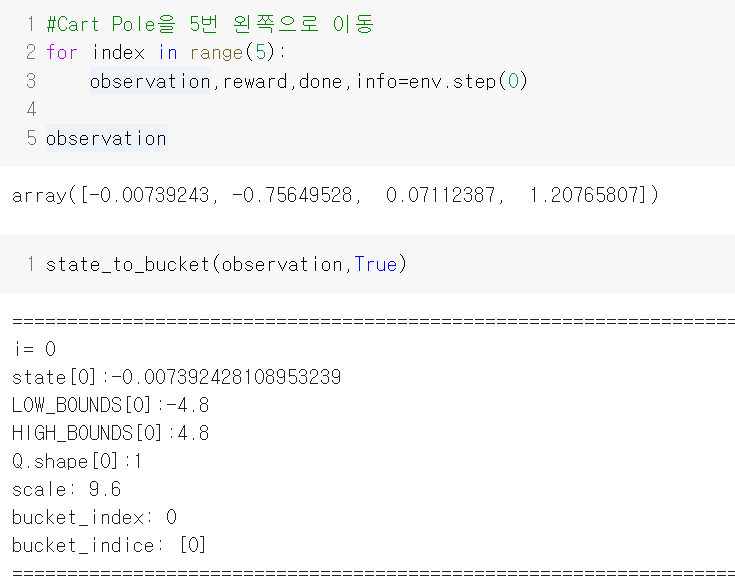 1 #Cart Pole을 5번 왼쪽으로 이동
2 for index in range(5):
3     observation,reward,done,info=env.step(0)
4
5 observation
array([-0.00739243, -0.75649528,  0.07112387,  1.20765807])
1 state_to_bucket(observation,True)
==================================================================
i= 0
state[0]:-0.007392428108953239
LOW_BOUNDS[0]:-4.8
HIGH_BOUNDS[0]:4.8
Q.shape[0]:1
scale: 9.6
bucket_index: 0
bucket_indice: [0]
==================================================================